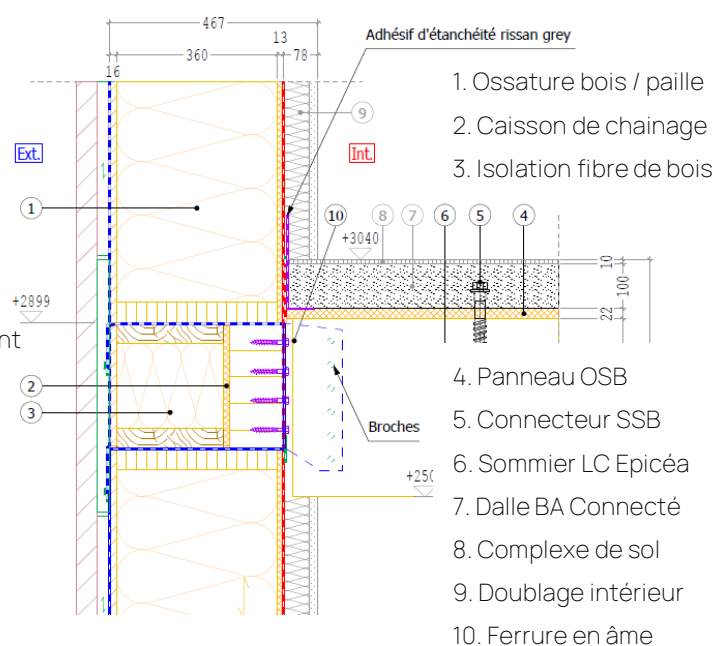 467
13
Adhésif d'étanchéité rissan grey
360
78
16
1. Ossature bois / paille
9
2. Caisson de chainage
Ext.
Int.
3. Isolation fibre de bois
1
10
8
7
6
5
4
+3040
10
100
22
+2899
nt
2
3
4. Panneau OSB
Broches
5. Connecteur SSB
6. Sommier LC Epicéa
+250
7. Dalle BA Connecté
8. Complexe de sol
9. Doublage intérieur
10. Ferrure en âme